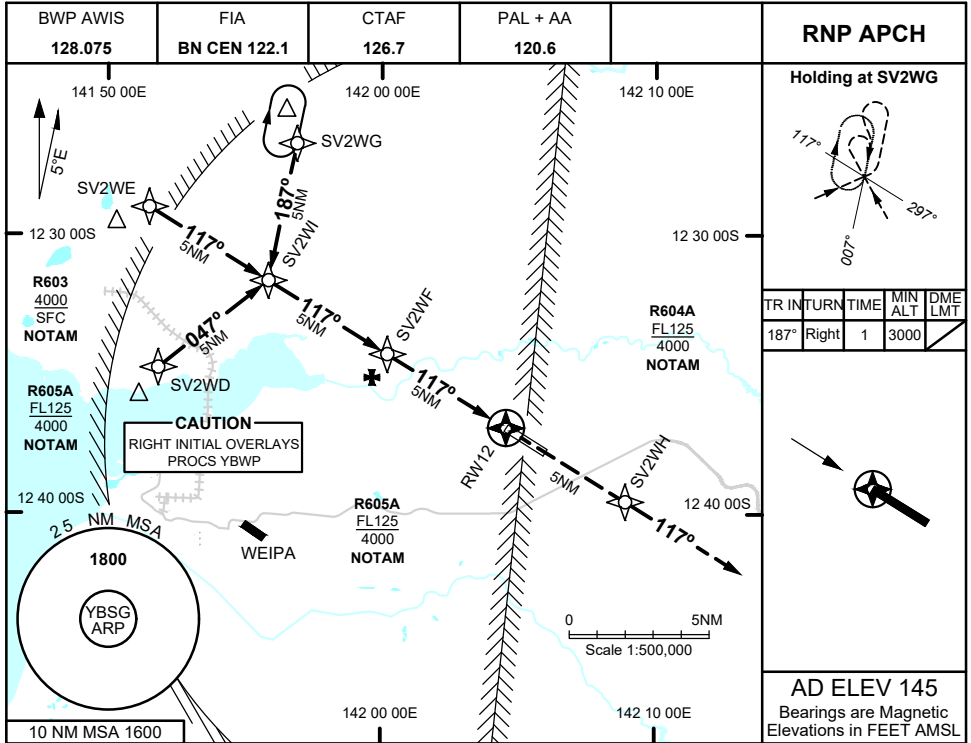 BWP AWIS
128.075
FIA
BN CEN 122.1
CTAF
126.7
PAL + AA
120.6
RNP APCH
141 50 00E
142 00 00E
142 10 00E
5°E
SV2WG
SV2WE
187°
5NM
SV2WI
12 30 00S
12 30 00S
117°
5NM
R603
4000
SFC
NOTAM
047°
5NM
117°
5NM
SV2WF
R604A
FL125
4000
NOTAM
SV2WD
117°
5NM
R605A
FL125
4000
NOTAM
CAUTION
RIGHT INITIAL OVERLAYS
PROCS YBWP
RW12
5NM
SV2WH
12 40 00S
12 40 00S
R605A
FL125
4000
NOTAM
117°
25 NM MSA
1800
YBSG
ARP
WEIPA
0 5NM
Scale 1:500,000
10 NM MSA 1600
142 00 00E
142 10 00E
Holding at SV2WG
117°
297°
007°
TR IN TURN TIME MIN ALT DME LMT
187° Right 1 3000
AD ELEV 145
Bearings are Magnetic
Elevations in FEET AMSL